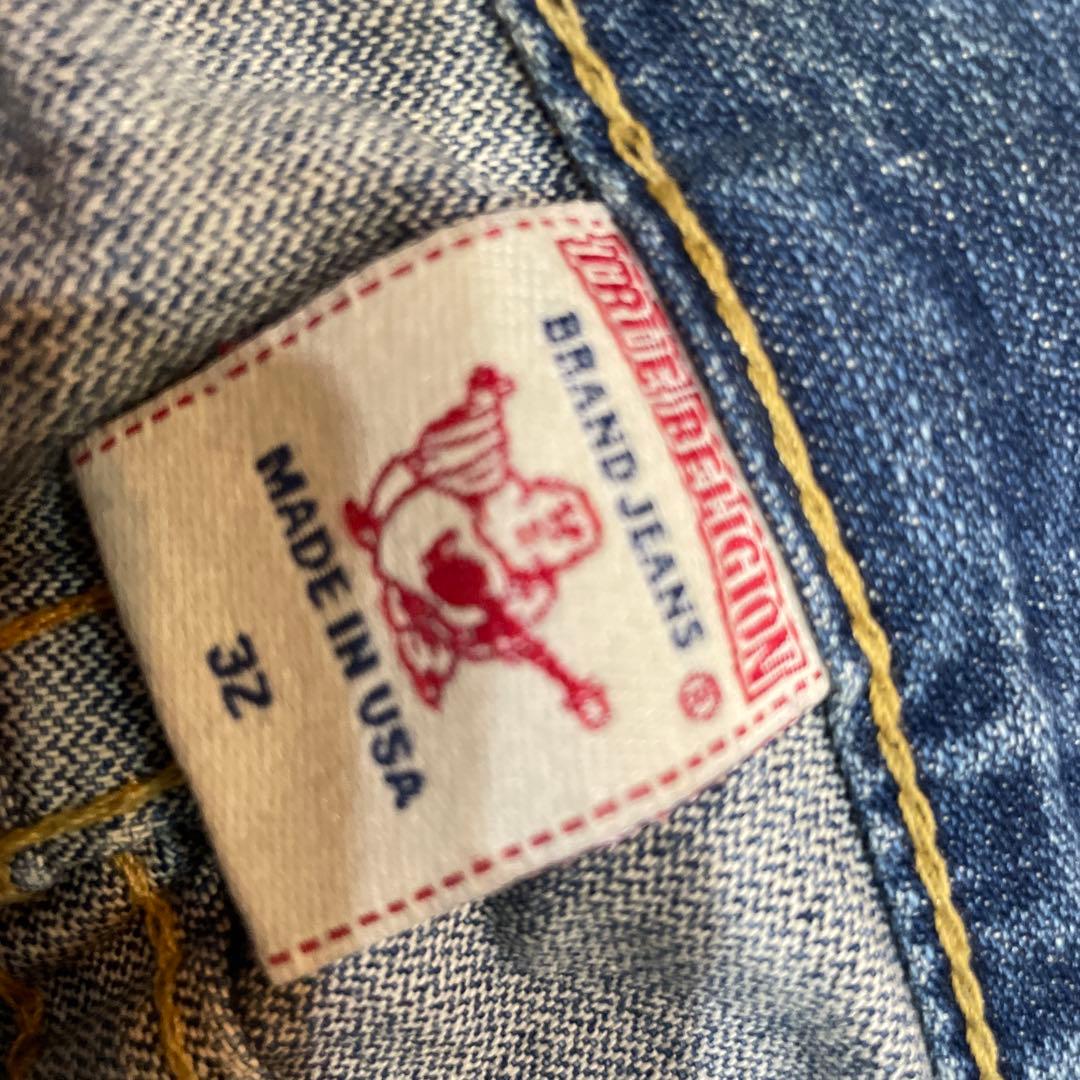 TRUE RELIGION
BRAND JEANS ®
MADE IN USA
32